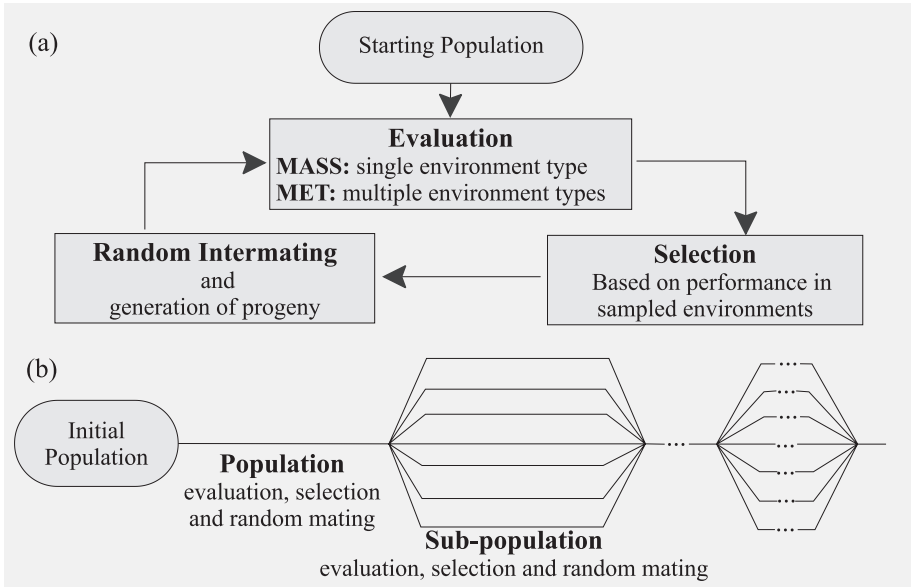 (a)
Starting Population
Evaluation
MASS: single environment type
MET: multiple environment types
Random Intermating
and
generation of progeny
Selection
Based on performance in
sampled environments
(b)
Initial
Population
Population
evaluation, selection
and random mating
Sub-population
evaluation, selection and random mating